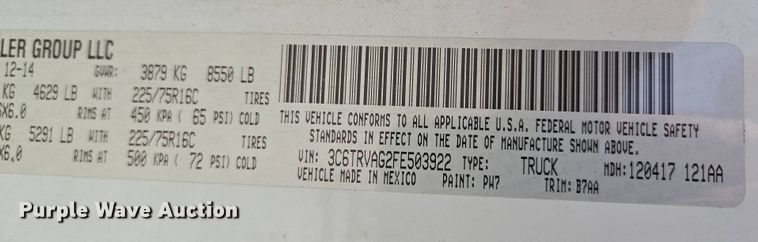 LER GROUP LLC
12-14 GVWR: 3879 KG 8550 LB
KG 4629 LB WITH 225/75R16C TIRES
X6.0 RIMS AT 450 KPA ( 65 PSI) COLD
KG 5291 LB WITH 225/75R16C TIRES
X6.0 RIMS AT 500 KPA ( 72 PSI) COLD
THIS VEHICLE CONFORMS TO ALL APPLICABLE U.S.A. FEDERAL MOTOR VEHICLE SAFETY
STANDARDS IN EFFECT ON THE DATE OF MANUFACTURE SHOWN ABOVE.
VIN: 3C6TRVAG2FE503922 TYPE: TRUCK MDH: 120417 121AA
VEHICLE MADE IN MEXICO PAINT: PW7 TRIM: B7AA
Purple Wave Auction